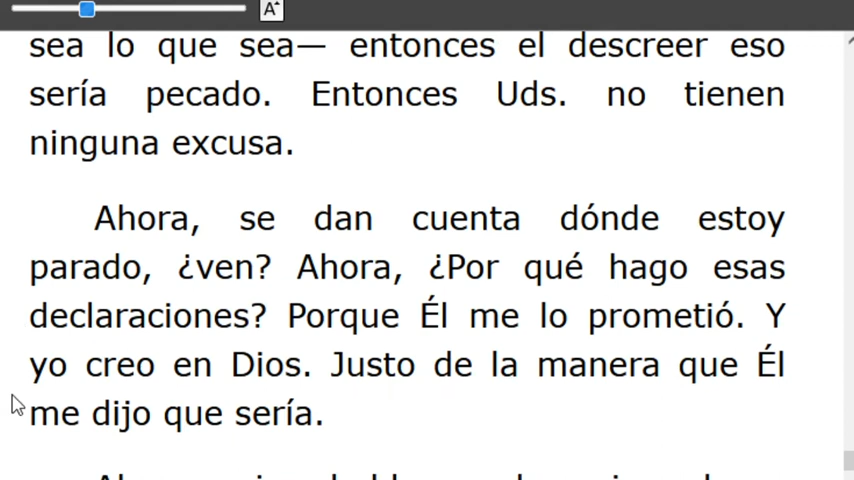 A
sea lo que sea— entonces el descreer eso
sería pecado. Entonces Uds. no tienen
ninguna excusa.
Ahora, se dan cuenta dónde estoy
parado, ¿ven? Ahora, ¿Por qué hago esas
declaraciones? Porque Él me lo prometió. Y
yo creo en Dios. Justo de la manera que Él
me dijo que sería.